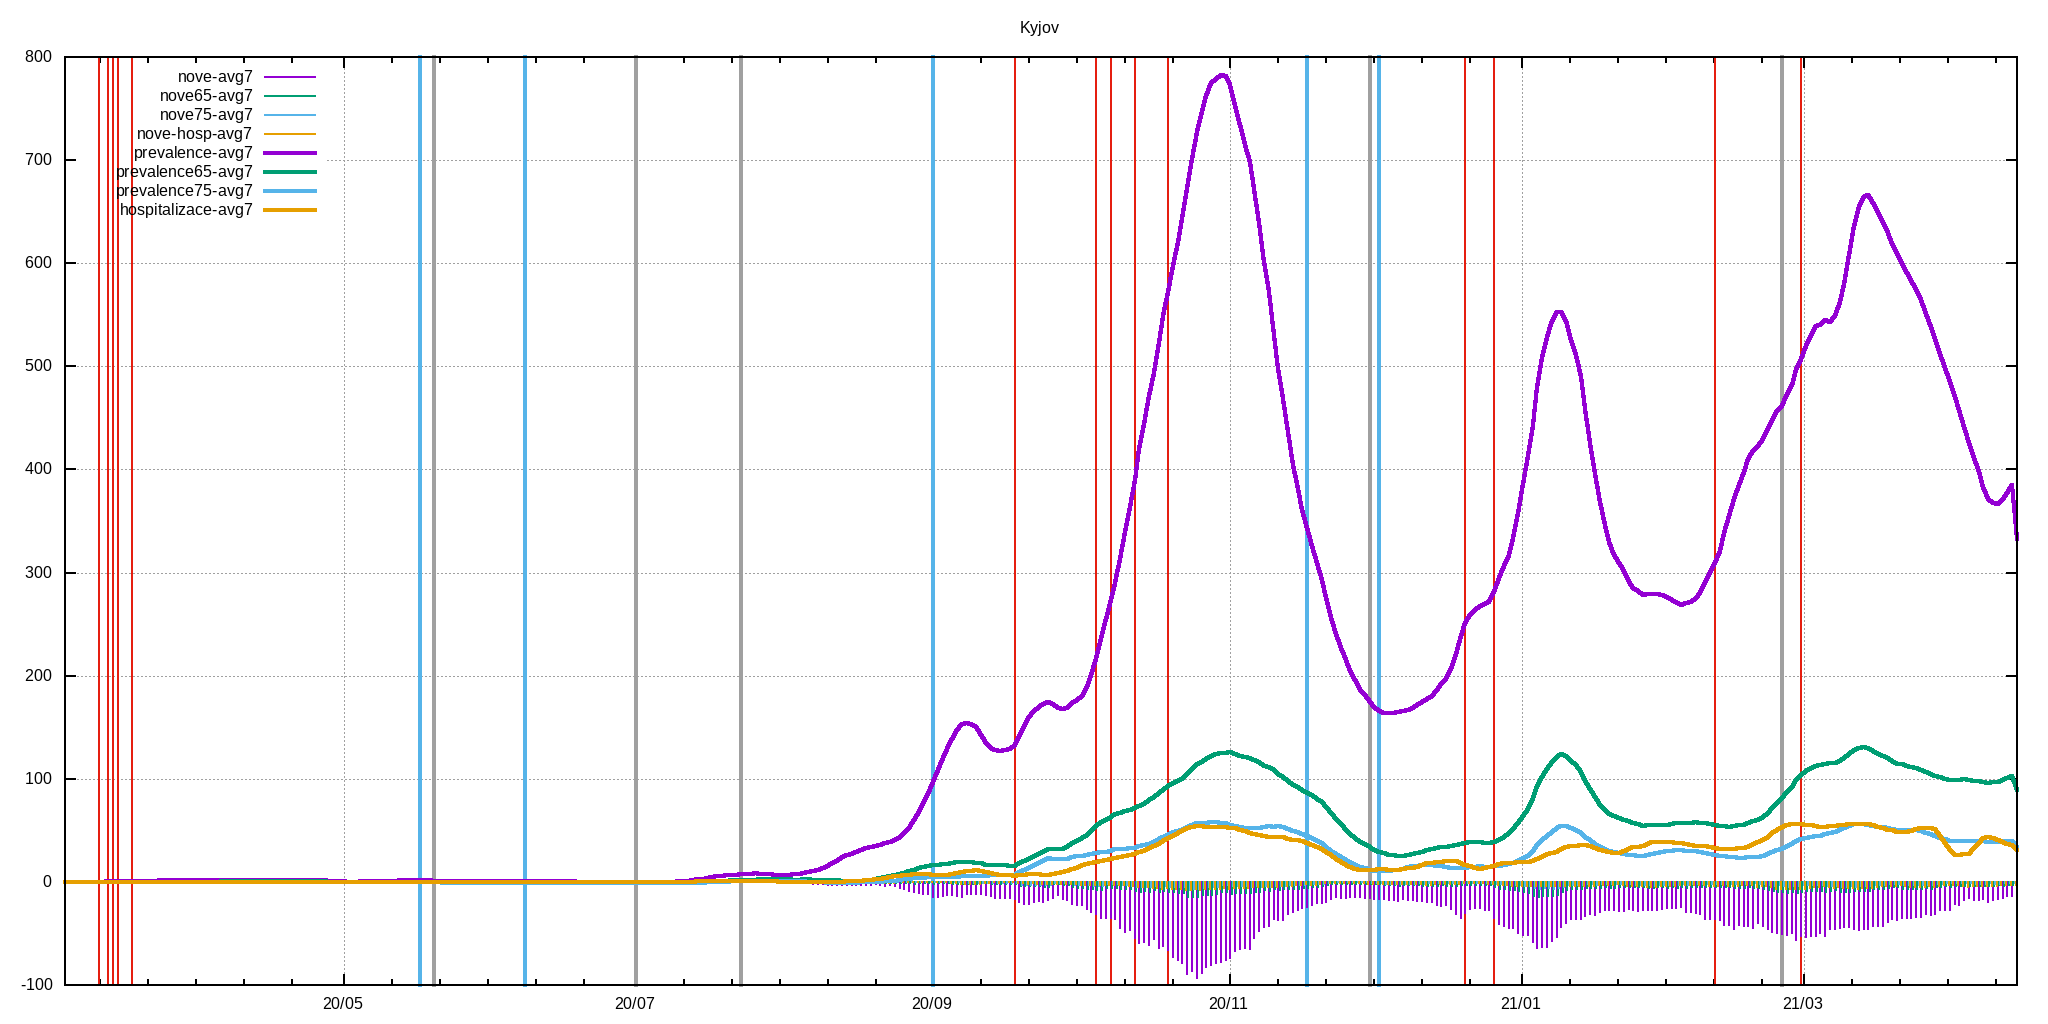 Kyjov
800
700
600
500
400
300
200
100
0
-100
nove-avg7
nove65-avg7
nove75-avg7
nove-hosp-avg7
prevalence-avg7
prevalence65-avg7
prevalence75-avg7
hospitalizace-avg7
20/05
20/07
20/09
20/11
21/01
21/03